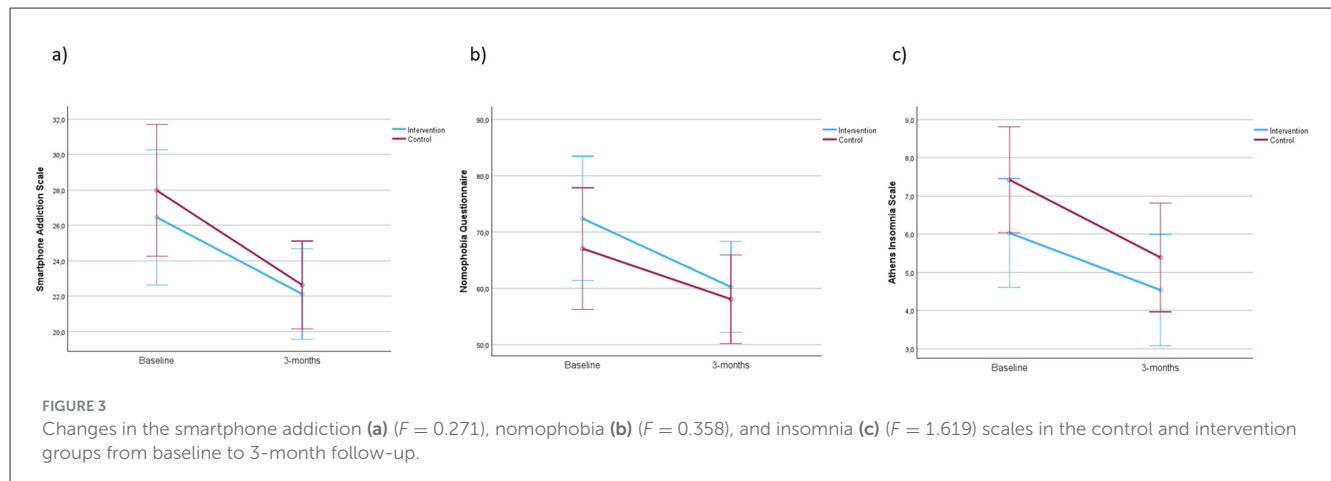 a)
32,0
30,0
28,0
26,0
24,0
22,0
20,0
Smartphone Addiction Scale
Baseline
3-months
Intervention
Control
b)
90,0
80,0
70,0
60,0
50,0
Nomophobia Questionnaire
Baseline
3-months
Intervention
Control
c)
9,0
8,0
7,0
6,0
5,0
4,0
3,0
Athens Insomnia Scale
Baseline
3-months
Intervention
Control
FIGURE 3
Changes in the smartphone addiction (a) (F = 0.271), nomophobia (b) (F = 0.358), and insomnia (c) (F = 1.619) scales in the control and intervention
groups from baseline to 3-month follow-up.